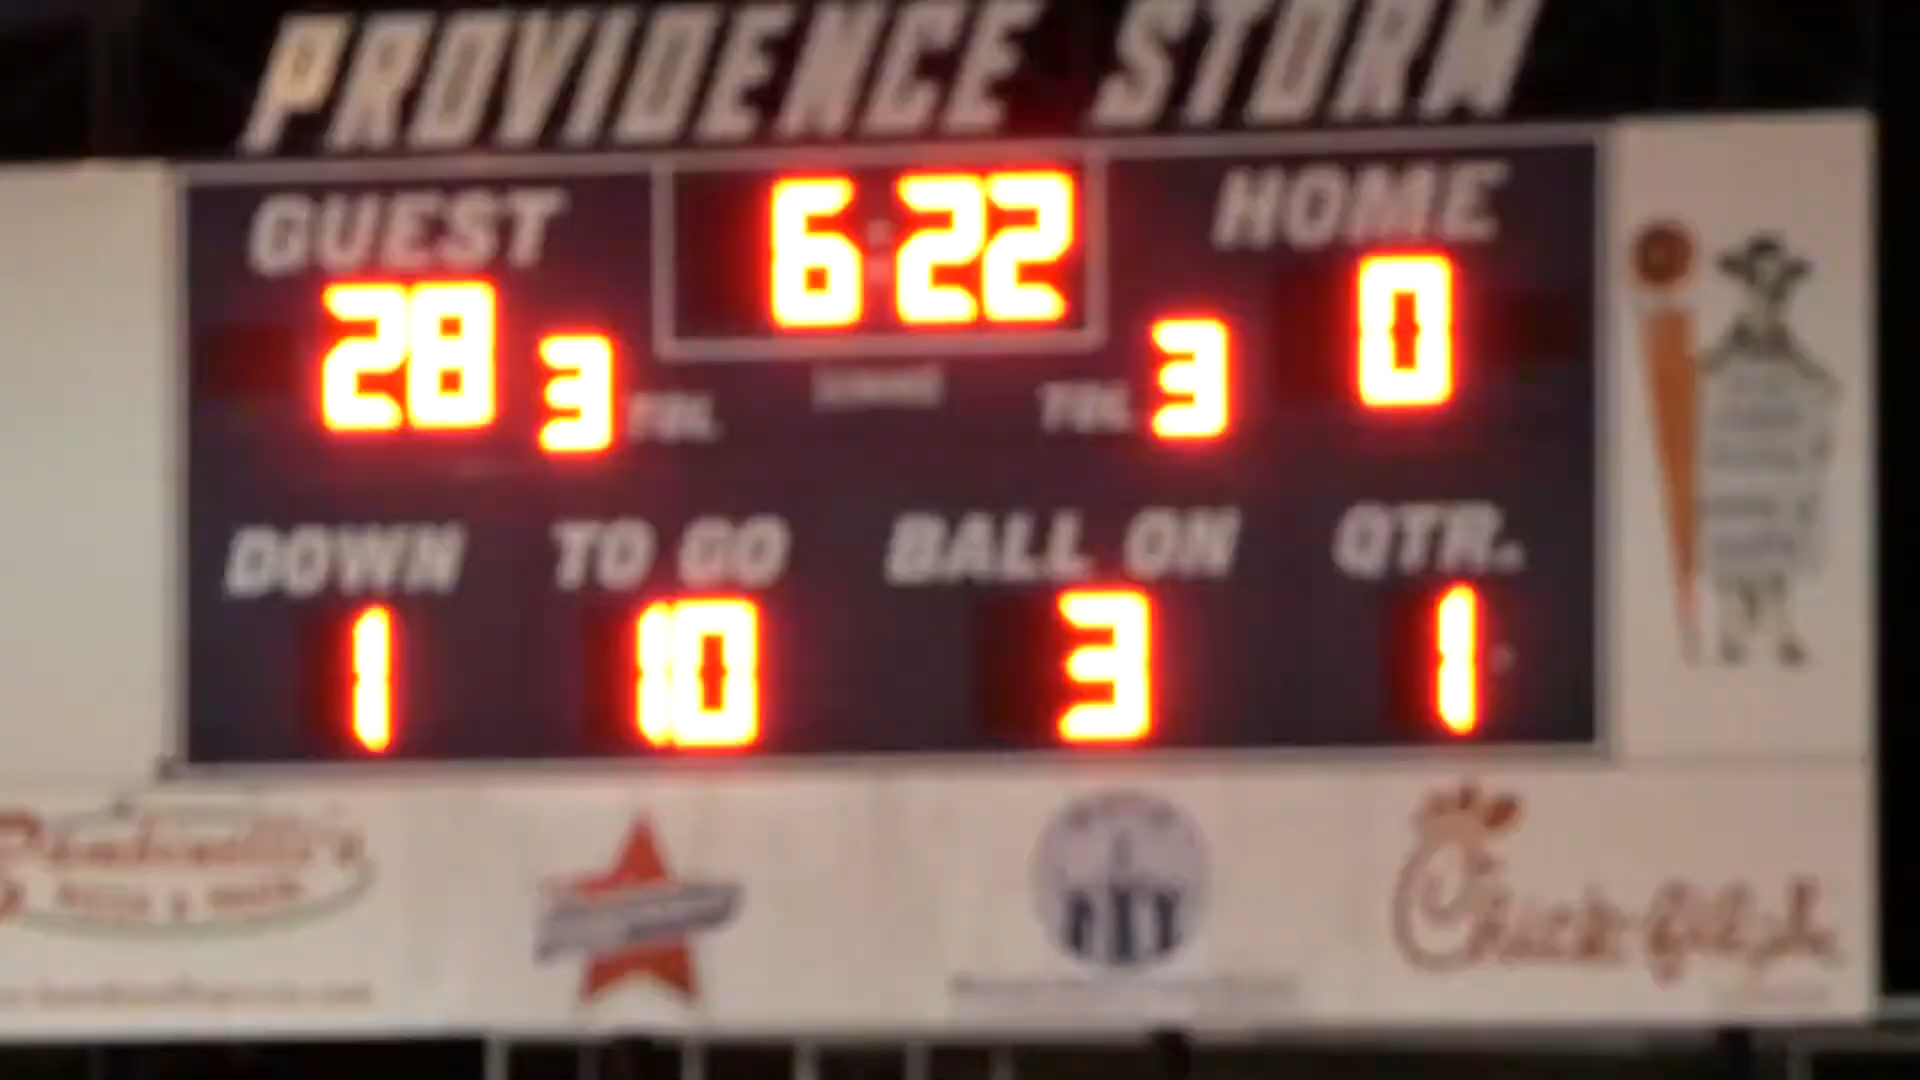 PROVIDENCE STORM
GUEST 6:22 HOME
28 3 TOL TOL 3 0
DOWN TO GO BALL ON QTR.
1 10 3 1
Chick-fil-A